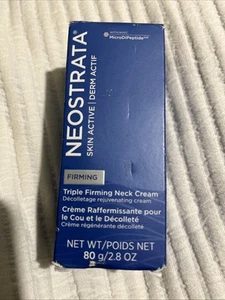 NEOSTRATA®
SKIN ACTIVE | DERM ACTIF
FIRMING
Triple Firming Neck Cream
Décolletage rejuvenating cream
Crème Raffermissante pour
le Cou et le Décolleté
Crème régénérante décolleté
NET WT/POIDS NET
80 g/2.8 OZ